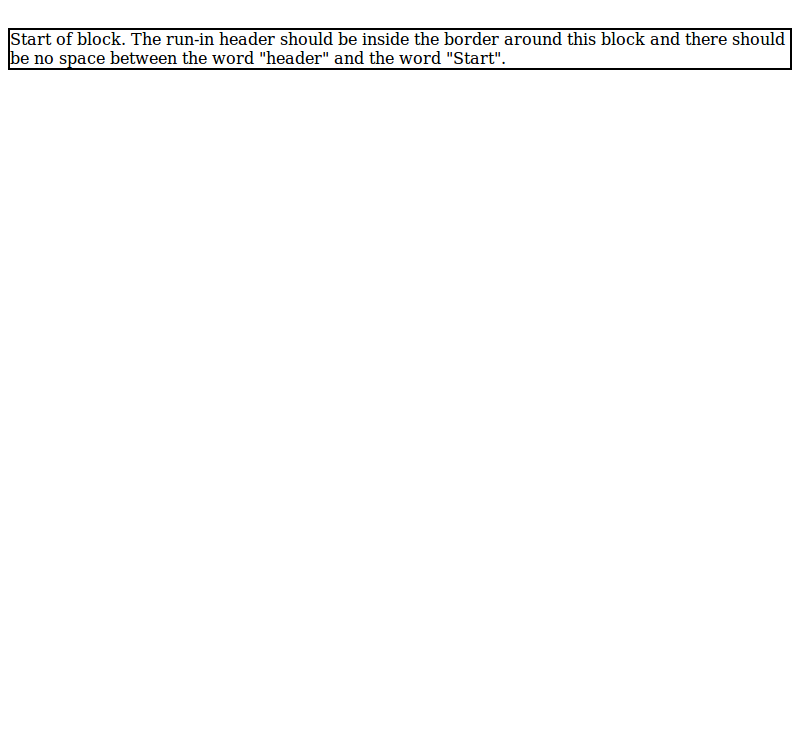 Start of block. The run-in header should be inside the border around this block and there should
be no space between the word "header" and the word "Start".